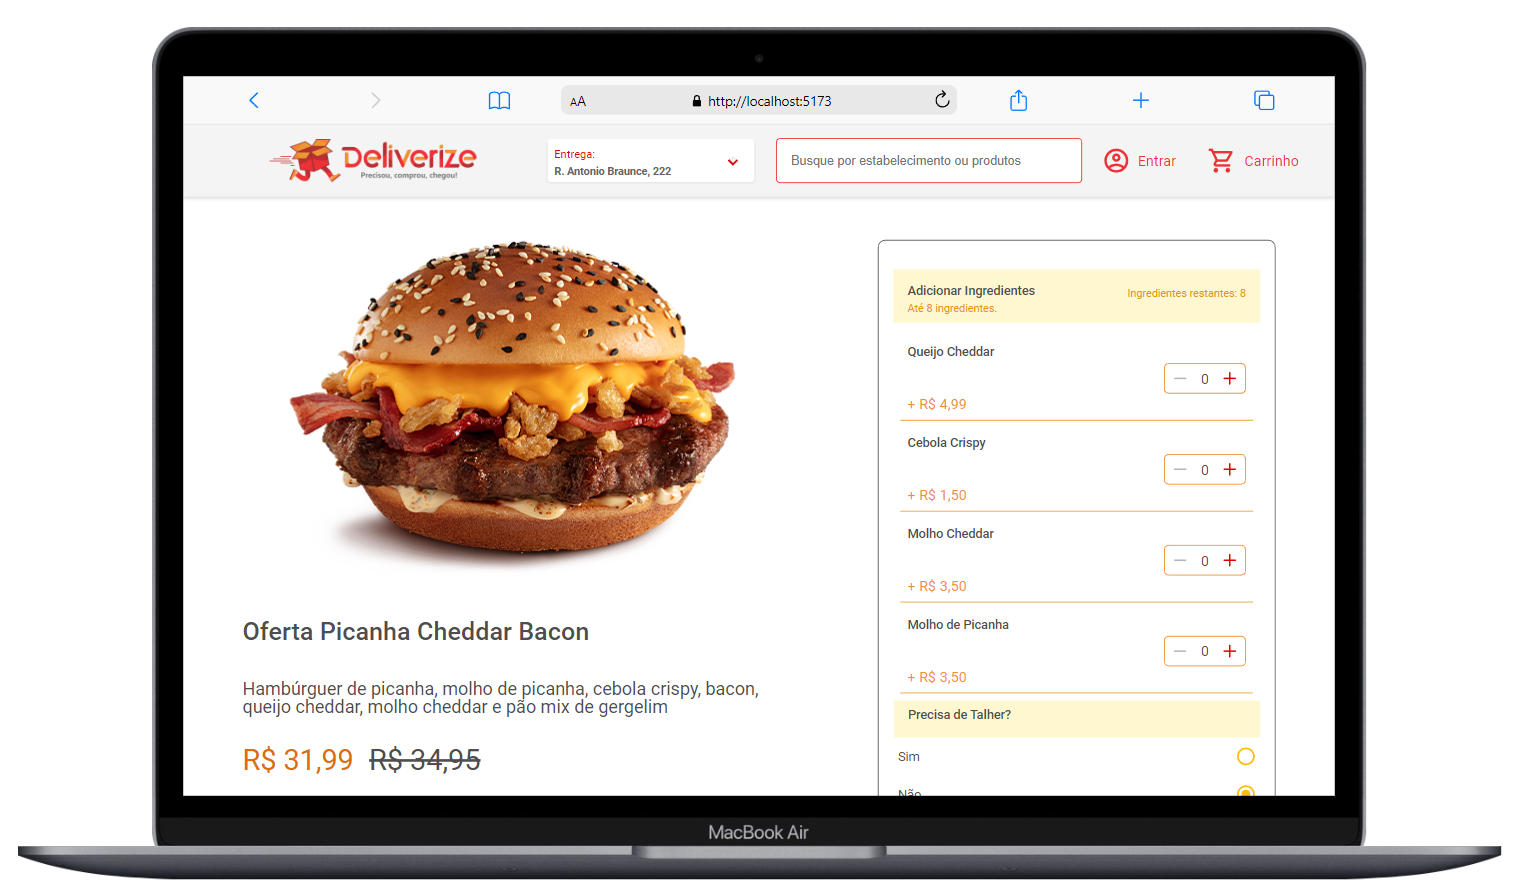 AA
http://localhost:5173
Deliverize
Precisou, comprou, chegou!
Entrega:
R. Antonio Braunce, 222
Busque por estabelecimento ou produtos
Entrar
Carrinho
Adicionar Ingredientes
Ingredientes restantes: 8
Até 8 ingredientes.
Queijo Cheddar
0
+ R$ 4,99
Cebola Crispy
0
+ R$ 1,50
Molho Cheddar
0
+ R$ 3,50
Molho de Picanha
0
+ R$ 3,50
Precisa de Talher?
Sim
Não
Oferta Picanha Cheddar Bacon
Hambúrguer de picanha, molho de picanha, cebola crispy, bacon,
queijo cheddar, molho cheddar e pão mix de gergelim
R$ 31,99 R$ 34,95
MacBook Air